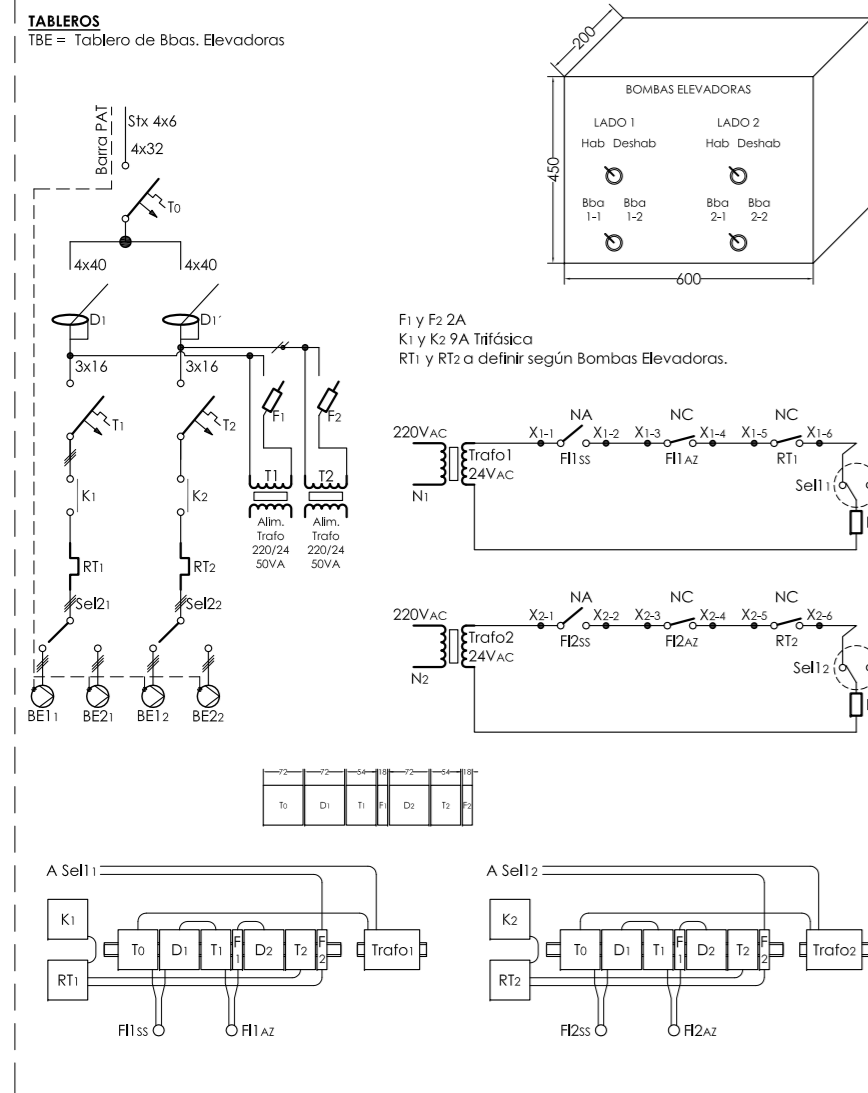 TABLEROS
TBE = Tablero de Bbas. Elevadoras
Barra PAT
Stx 4x6
4x32
T0
4x40
4x40
D1
D1´
3x16
3x16
T1
T2
F1
F2
K1
K2
T1
T2
Alim.
Trafo
220/24
50VA
Alim.
Trafo
220/24
50VA
RT1
RT2
Sel21
Sel22
BE11
BE21
BE12
BE22
200
450
600
BOMBAS ELEVADORAS
LADO 1
LADO 2
Hab Deshab
Hab Deshab
Bba
1-1
Bba
1-2
Bba
2-1
Bba
2-2
F1 y F2 2A
K1 y K2 9A Trifásica
RT1 y RT2 a definir según Bombas Elevadoras.
NA NC NC
220VAC
X1-1 X1-2 X1-3 X1-4 X1-5 X1-6
Trafo1
24VAC
Fl1SS Fl1AZ RT1
N1
Sel11
NA NC NC
220VAC
X2-1 X2-2 X2-3 X2-4 X2-5 X2-6
Trafo2
24VAC
Fl2SS Fl2AZ RT2
N2
Sel12
72 72 54 18 72 54 18
T0 D1 T1 F1 D2 T2 F2
A Sel11
K1
T0 D1 T1 F1 D2 T2 F2
Trafo1
RT1
Fl1SS Fl1AZ
A Sel12
K2
T0 D1 T1 F1 D2 T2 F2
Trafo2
RT2
Fl2SS Fl2AZ